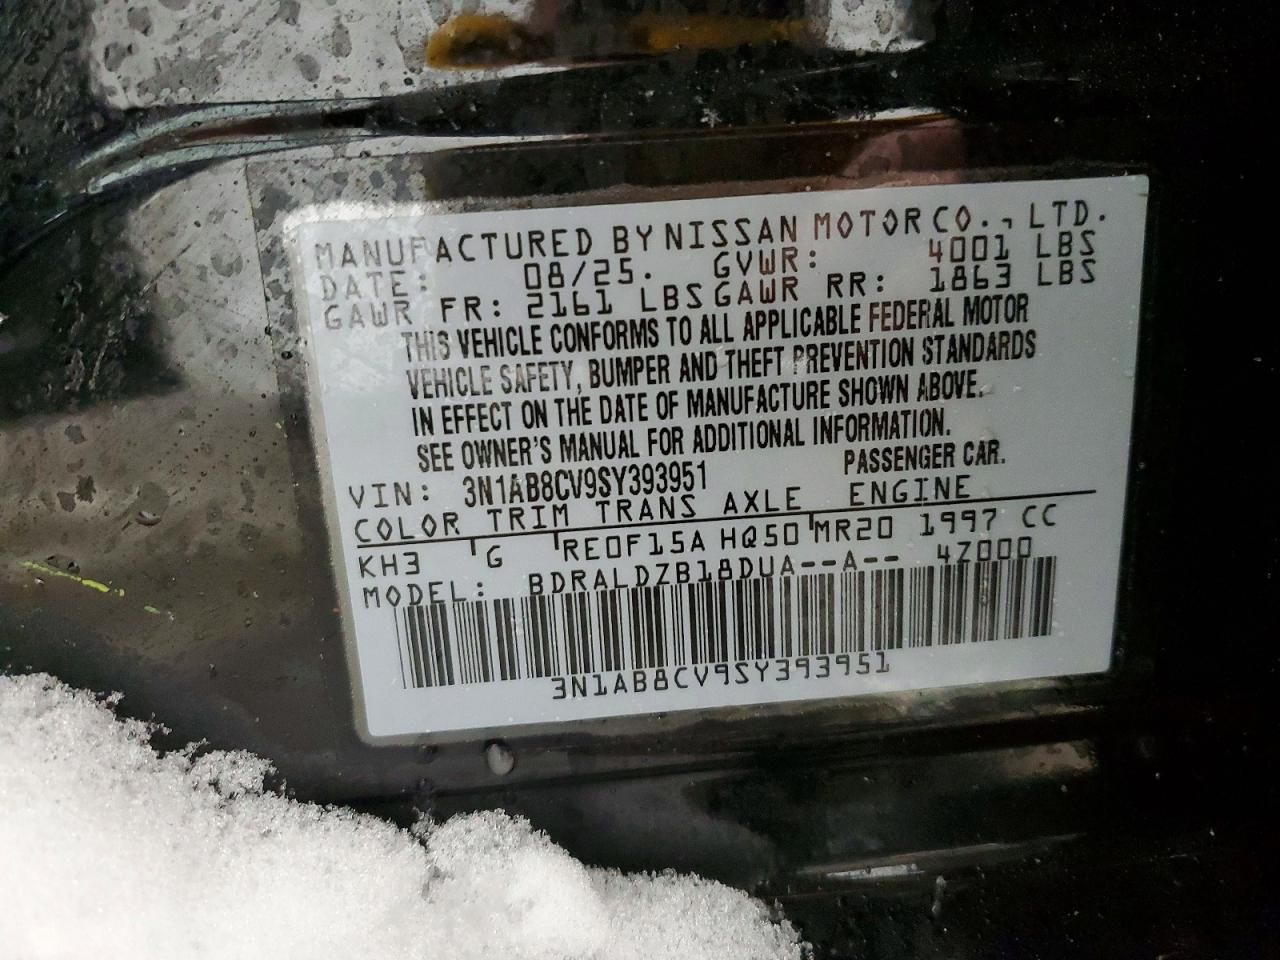 MANUFACTURED BY NISSAN MOTOR CO., LTD.
DATE: 08/25. GVWR: 4001 LBS
GAWR FR: 2161 LBS GAWR RR: 1863 LBS
THIS VEHICLE CONFORMS TO ALL APPLICABLE FEDERAL MOTOR
VEHICLE SAFETY, BUMPER AND THEFT PREVENTION STANDARDS
IN EFFECT ON THE DATE OF MANUFACTURE SHOWN ABOVE.
SEE OWNER'S MANUAL FOR ADDITIONAL INFORMATION.
VIN: 3N1AB8CV9SY393951 PASSENGER CAR.
COLOR TRIM TRANS AXLE ENGINE
KH3 G RE0F15A HQ50 MR20 1997 CC
MODEL: BDRALDZB18DUA--A-- 4Z000
3N1AB8CV9SY393951